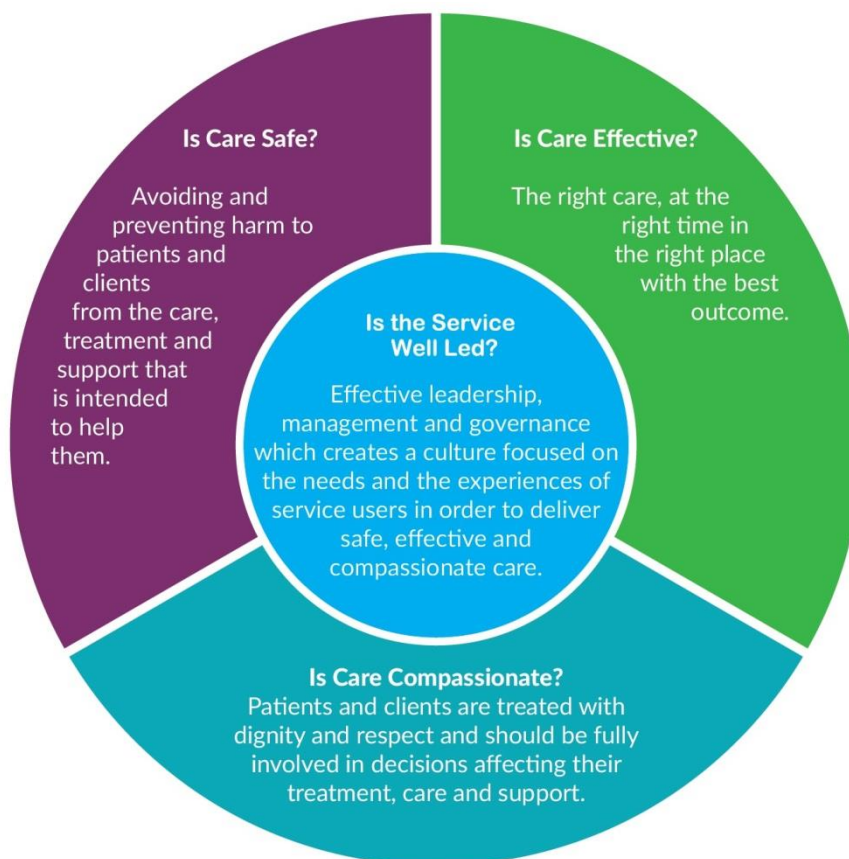 Is Care Safe?
Avoiding and
preventing harm to
patients and
clients
from the care,
treatment and
support that
is intended
to help
them.
Is Care Effective?
The right care, at the
right time in
the right place
with the best
outcome.
Is the Service
Well Led?
Effective leadership,
management and governance
which creates a culture focused on
the needs and the experiences of
service users in order to deliver
safe, effective and
compassionate care.
Is Care Compassionate?
Patients and clients are treated with
dignity and respect and should be fully
involved in decisions affecting their
treatment, care and support.